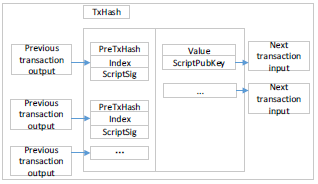 TxHash
Previous
transaction
output
PreTxHash
Index
ScriptSig
Value
ScriptPubKey
Next
transaction
input
...
Next
transaction
input
Previous
transaction
output
PreTxHash
Index
ScriptSig
Previous
transaction
output
...